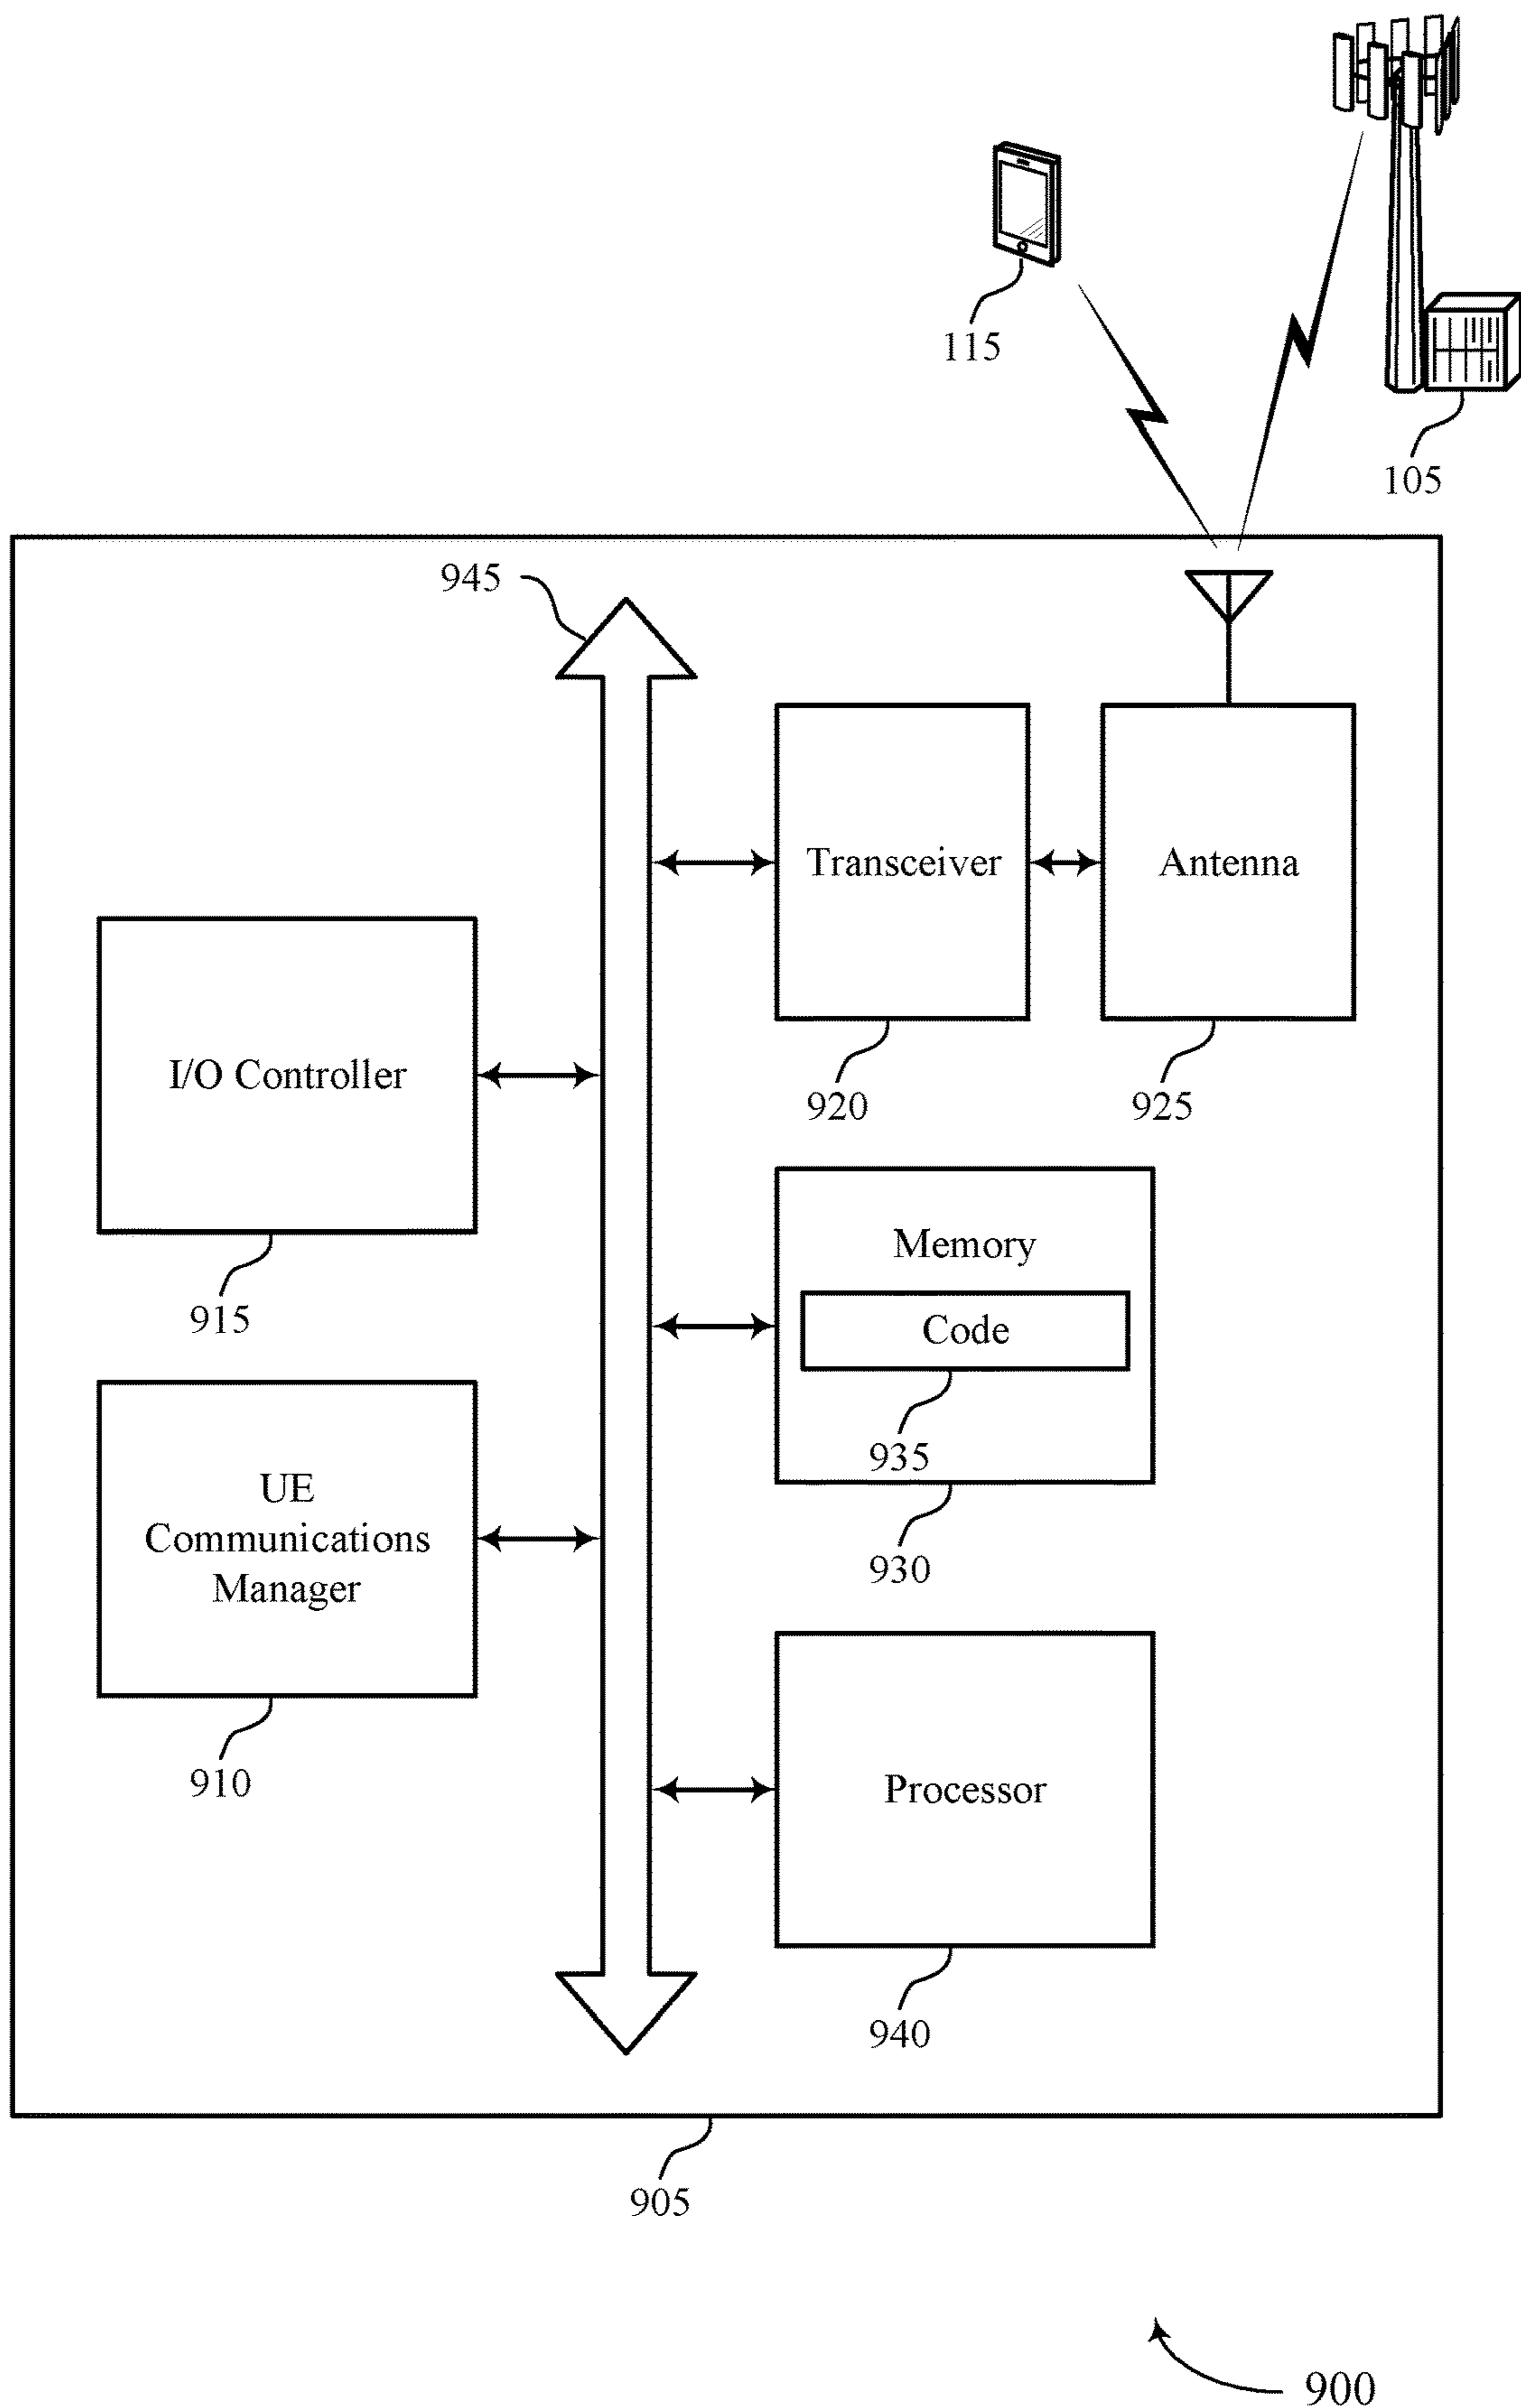 115
105
945
Transceiver
Antenna
I/O Controller
920
925
Memory
915
Code
935
UE
Communications
Manager
930
910
Processor
940
905
900